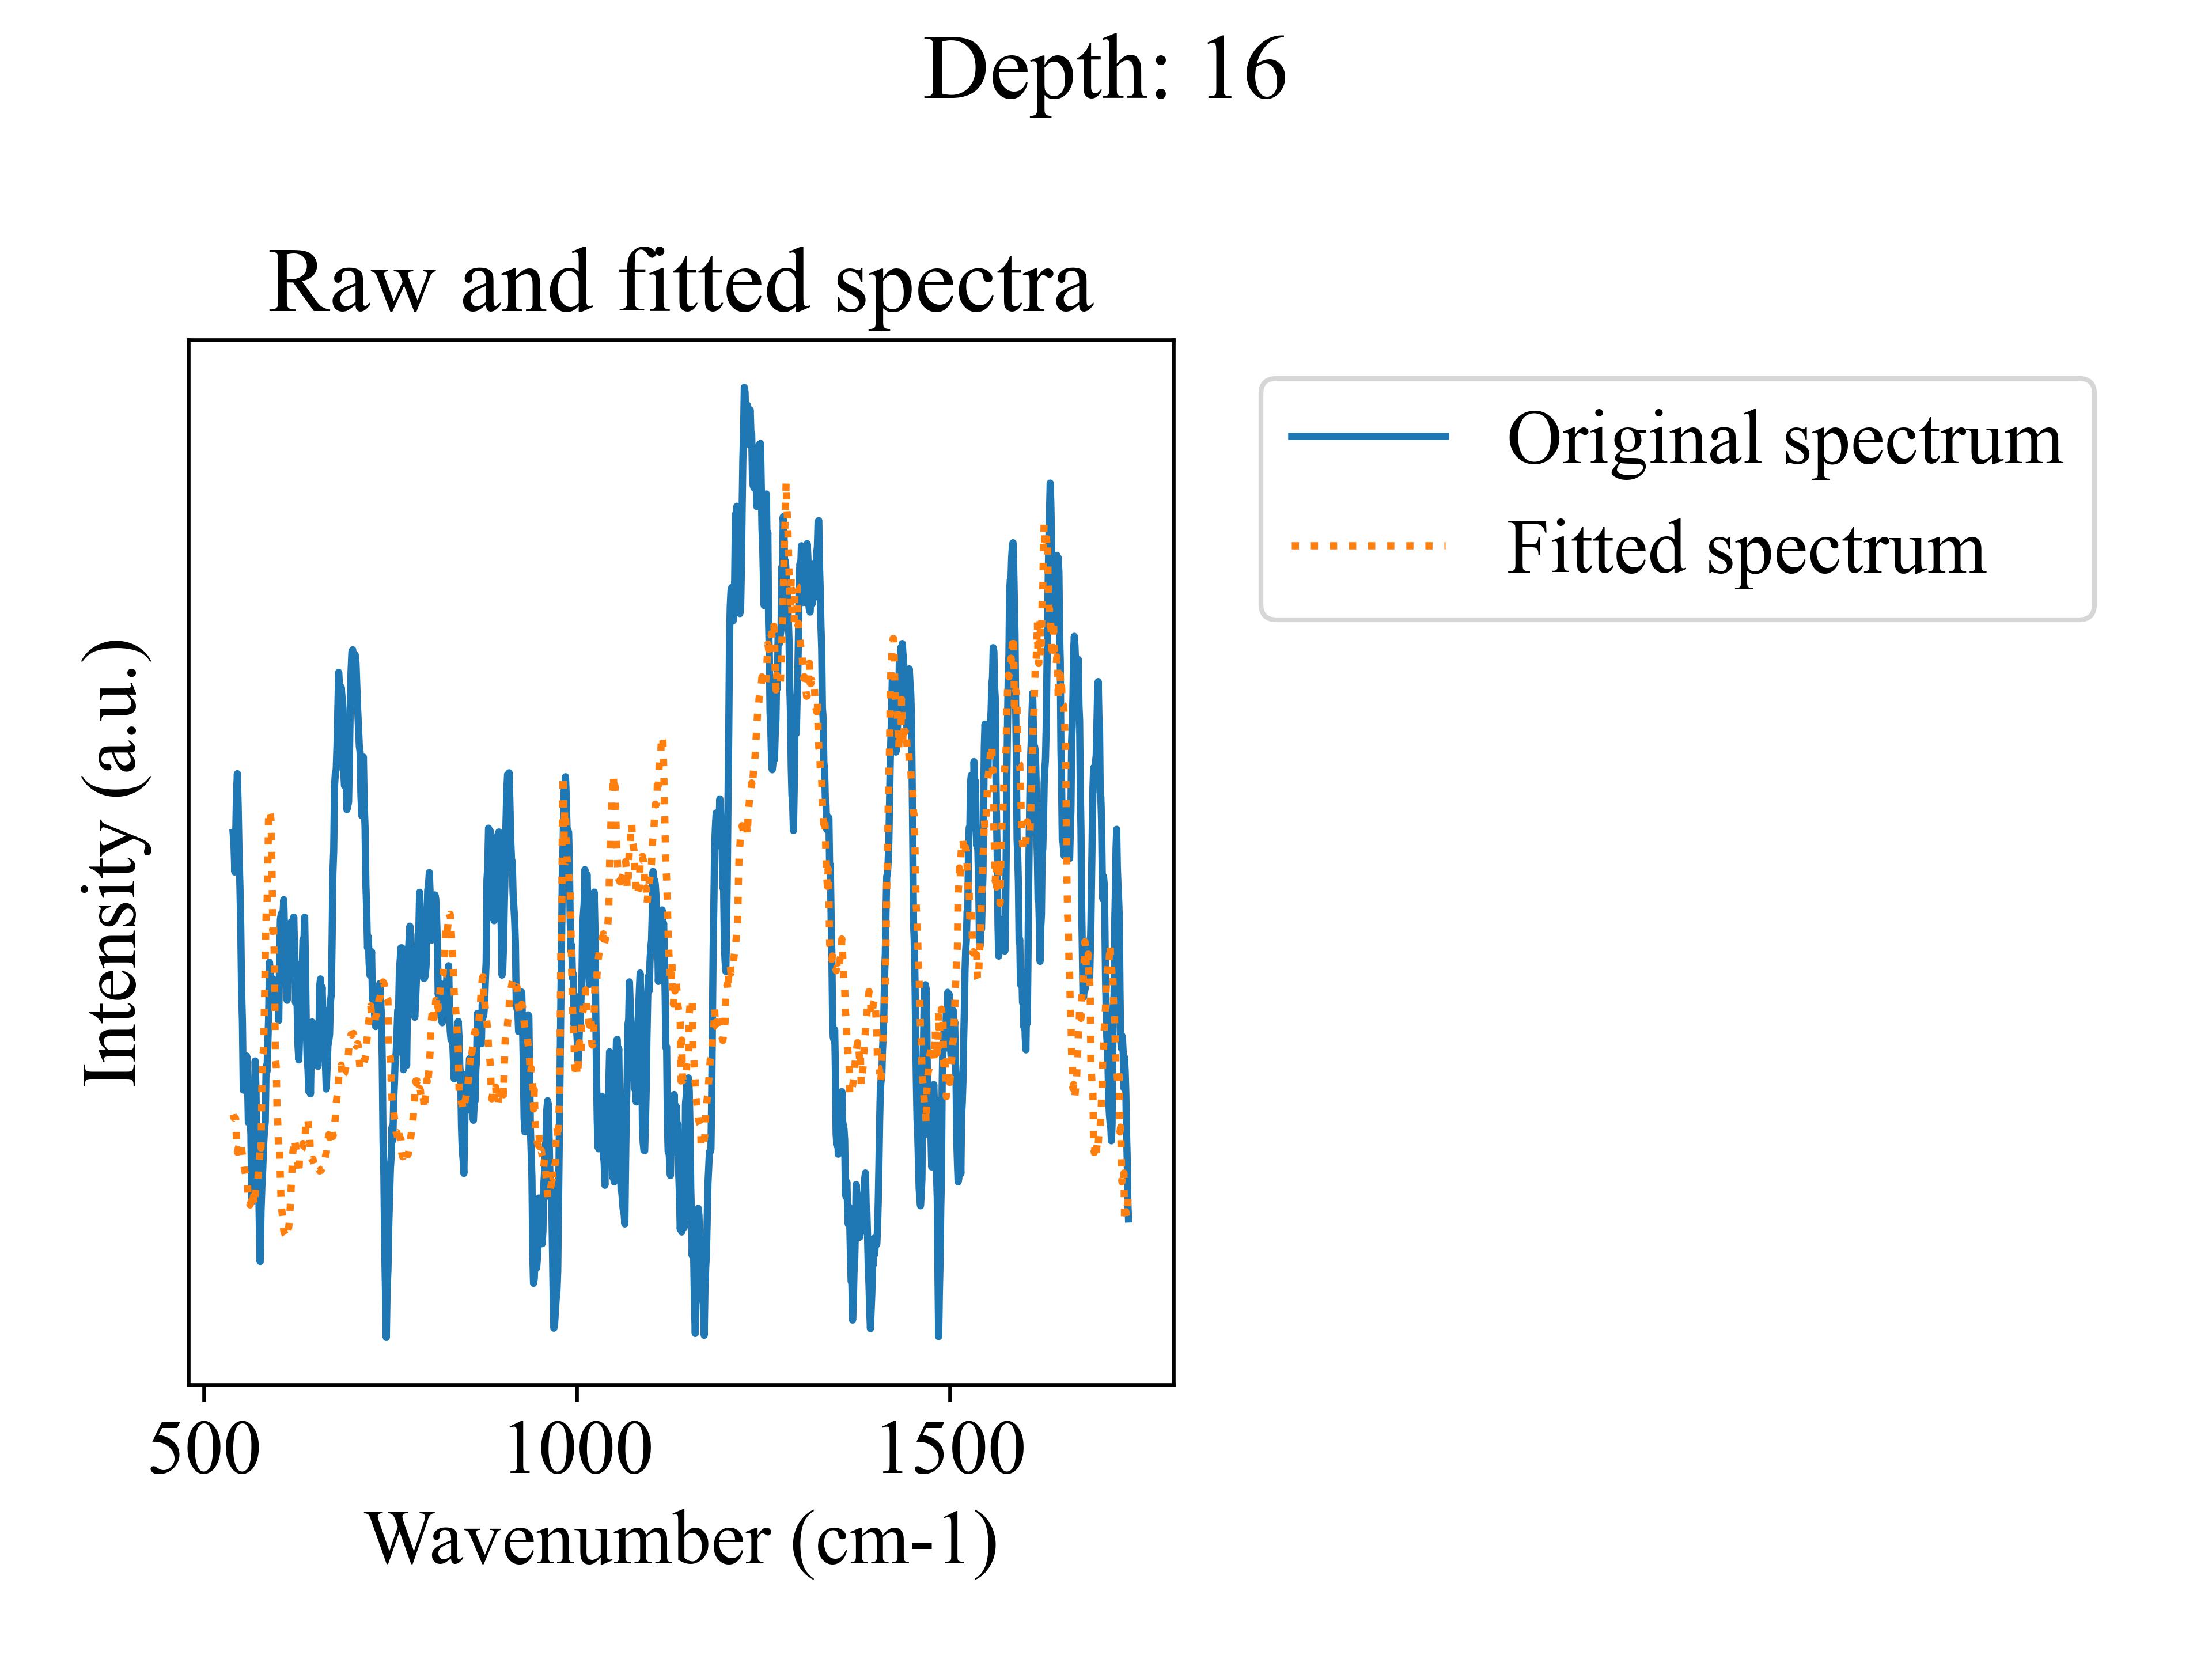 Depth: 16
Raw and fitted spectra
Original spectrum
Fitted spectrum
Intensity (a.u.)
500 1000 1500
Wavenumber (cm-1)